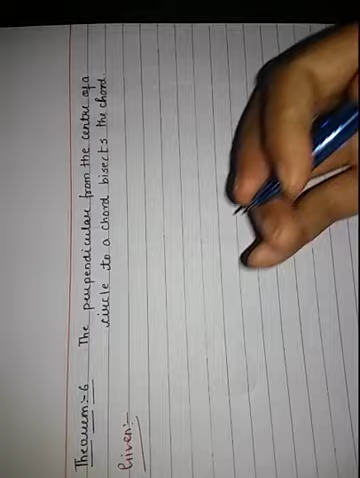 Theorem:-6 The perpendicular from the centre of a
circle to a chord bisects the chord.
Given:-